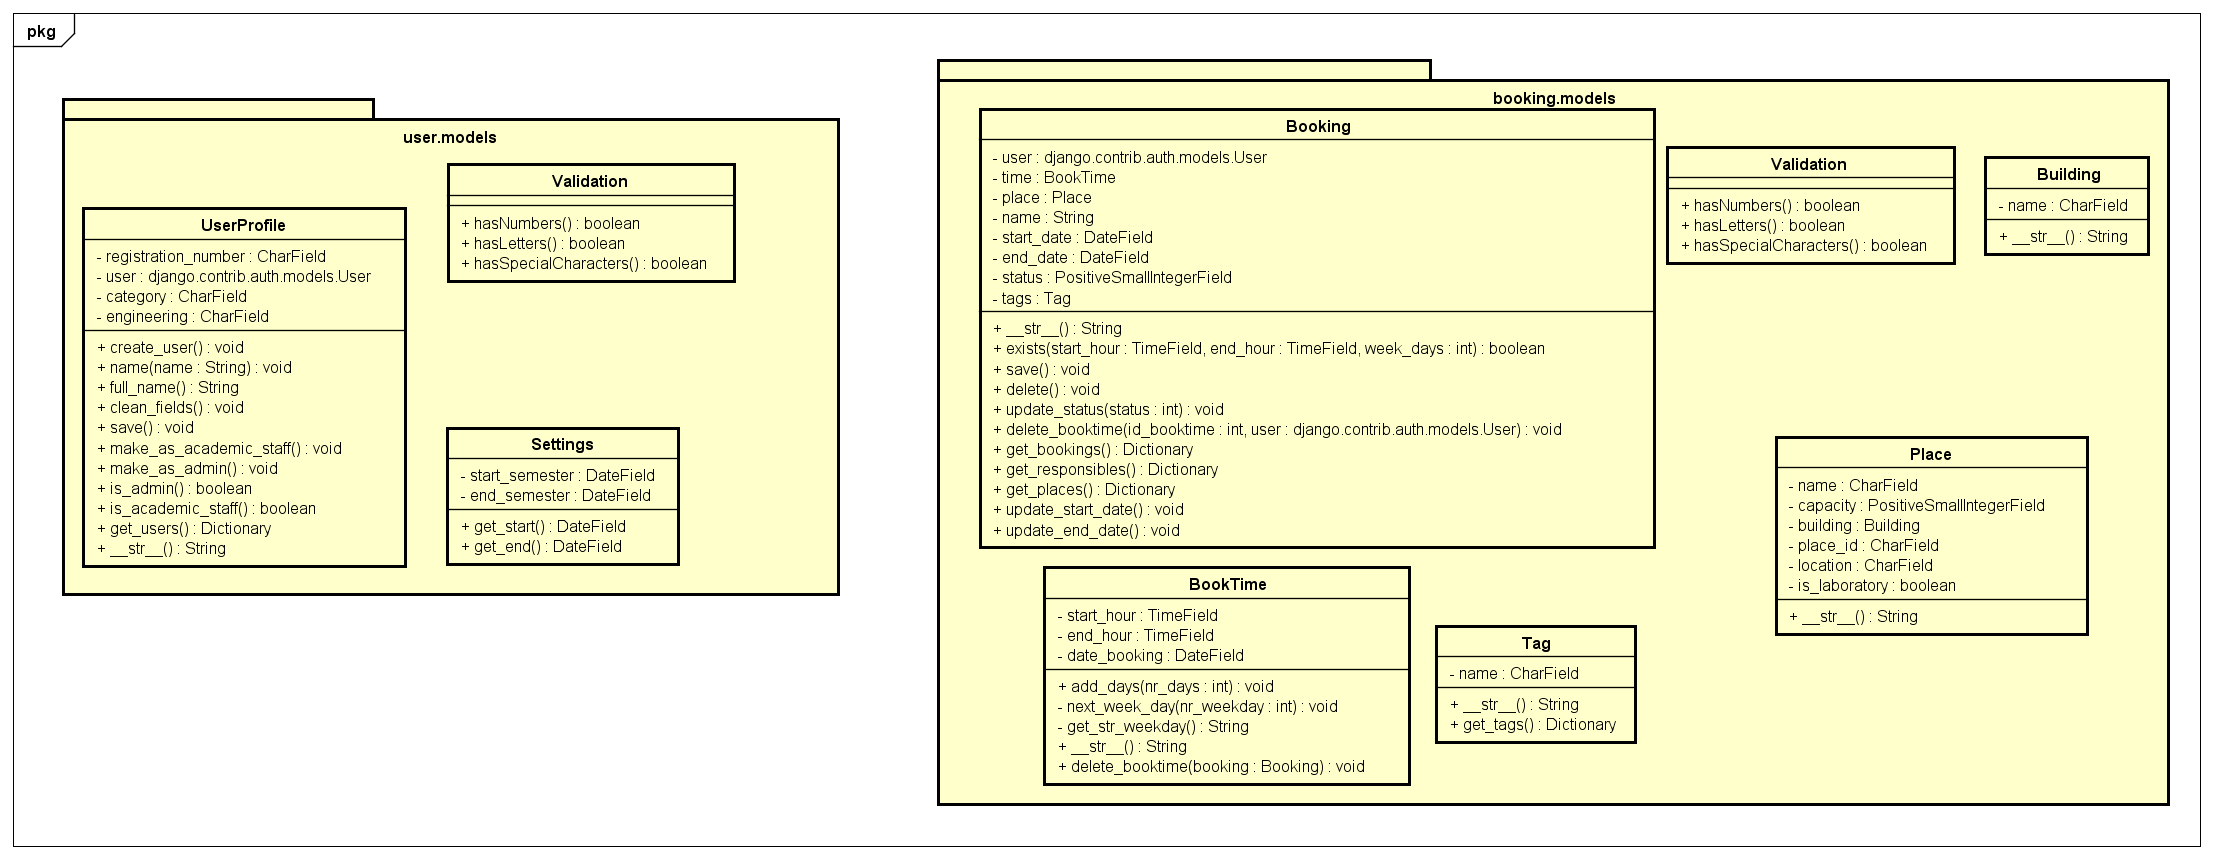 pkg
user.models
UserProfile
- registration_number : CharField
- user : django.contrib.auth.models.User
- category : CharField
- engineering : CharField
+ create_user() : void
+ name(name : String) : void
+ full_name() : String
+ clean_fields() : void
+ save() : void
+ make_as_academic_staff() : void
+ make_as_admin() : void
+ is_admin() : boolean
+ is_academic_staff() : boolean
+ get_users() : Dictionary
+ __str__() : String
Validation
+ hasNumbers() : boolean
+ hasLetters() : boolean
+ hasSpecialCharacters() : boolean
Settings
- start_semester : DateField
- end_semester : DateField
+ get_start() : DateField
+ get_end() : DateField
booking.models
Booking
- user : django.contrib.auth.models.User
- time : BookTime
- place : Place
- name : String
- start_date : DateField
- end_date : DateField
- status : PositiveSmallIntegerField
- tags : Tag
+ __str__() : String
+ exists(start_hour : TimeField, end_hour : TimeField, week_days : int) : boolean
+ save() : void
+ delete() : void
+ update_status(status : int) : void
+ delete_booktime(id_booktime : int, user : django.contrib.auth.models.User) : void
+ get_bookings() : Dictionary
+ get_responsibles() : Dictionary
+ get_places() : Dictionary
+ update_start_date() : void
+ update_end_date() : void
Validation
+ hasNumbers() : boolean
+ hasLetters() : boolean
+ hasSpecialCharacters() : boolean
Building
- name : CharField
+ __str__() : String
Place
- name : CharField
- capacity : PositiveSmallIntegerField
- building : Building
- place_id : CharField
- location : CharField
- is_laboratory : boolean
+ __str__() : String
BookTime
- start_hour : TimeField
- end_hour : TimeField
- date_booking : DateField
+ add_days(nr_days : int) : void
- next_week_day(nr_weekday : int) : void
- get_str_weekday() : String
+ __str__() : String
+ delete_booktime(booking : Booking) : void
Tag
- name : CharField
+ __str__() : String
+ get_tags() : Dictionary